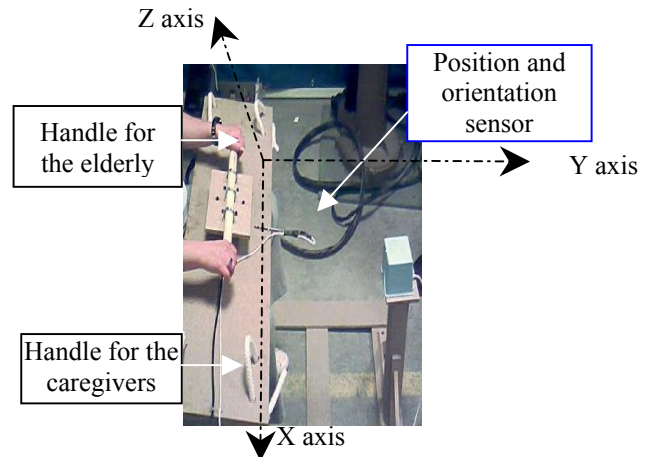 Z axis
Position and
orientation
sensor
Handle for
the elderly
Y axis
Handle for the
caregivers
X axis